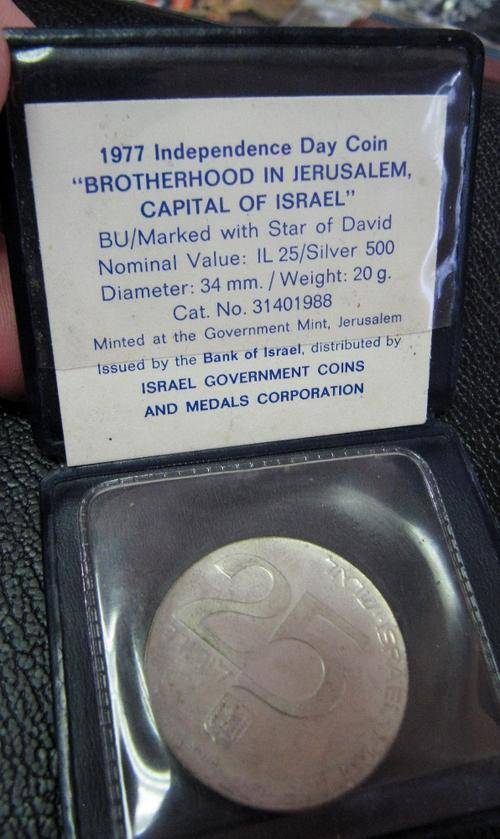 1977 Independence Day Coin
"BROTHERHOOD IN JERUSALEM,
CAPITAL OF ISRAEL"
BU/Marked with Star of David
Nominal Value: IL 25/Silver 500
Diameter: 34 mm. / Weight: 20 g.
Cat. No. 31401988
Minted at the Government Mint, Jerusalem
Issued by the Bank of Israel, distributed by
ISRAEL GOVERNMENT COINS
AND MEDALS CORPORATION
25
ISRAEL